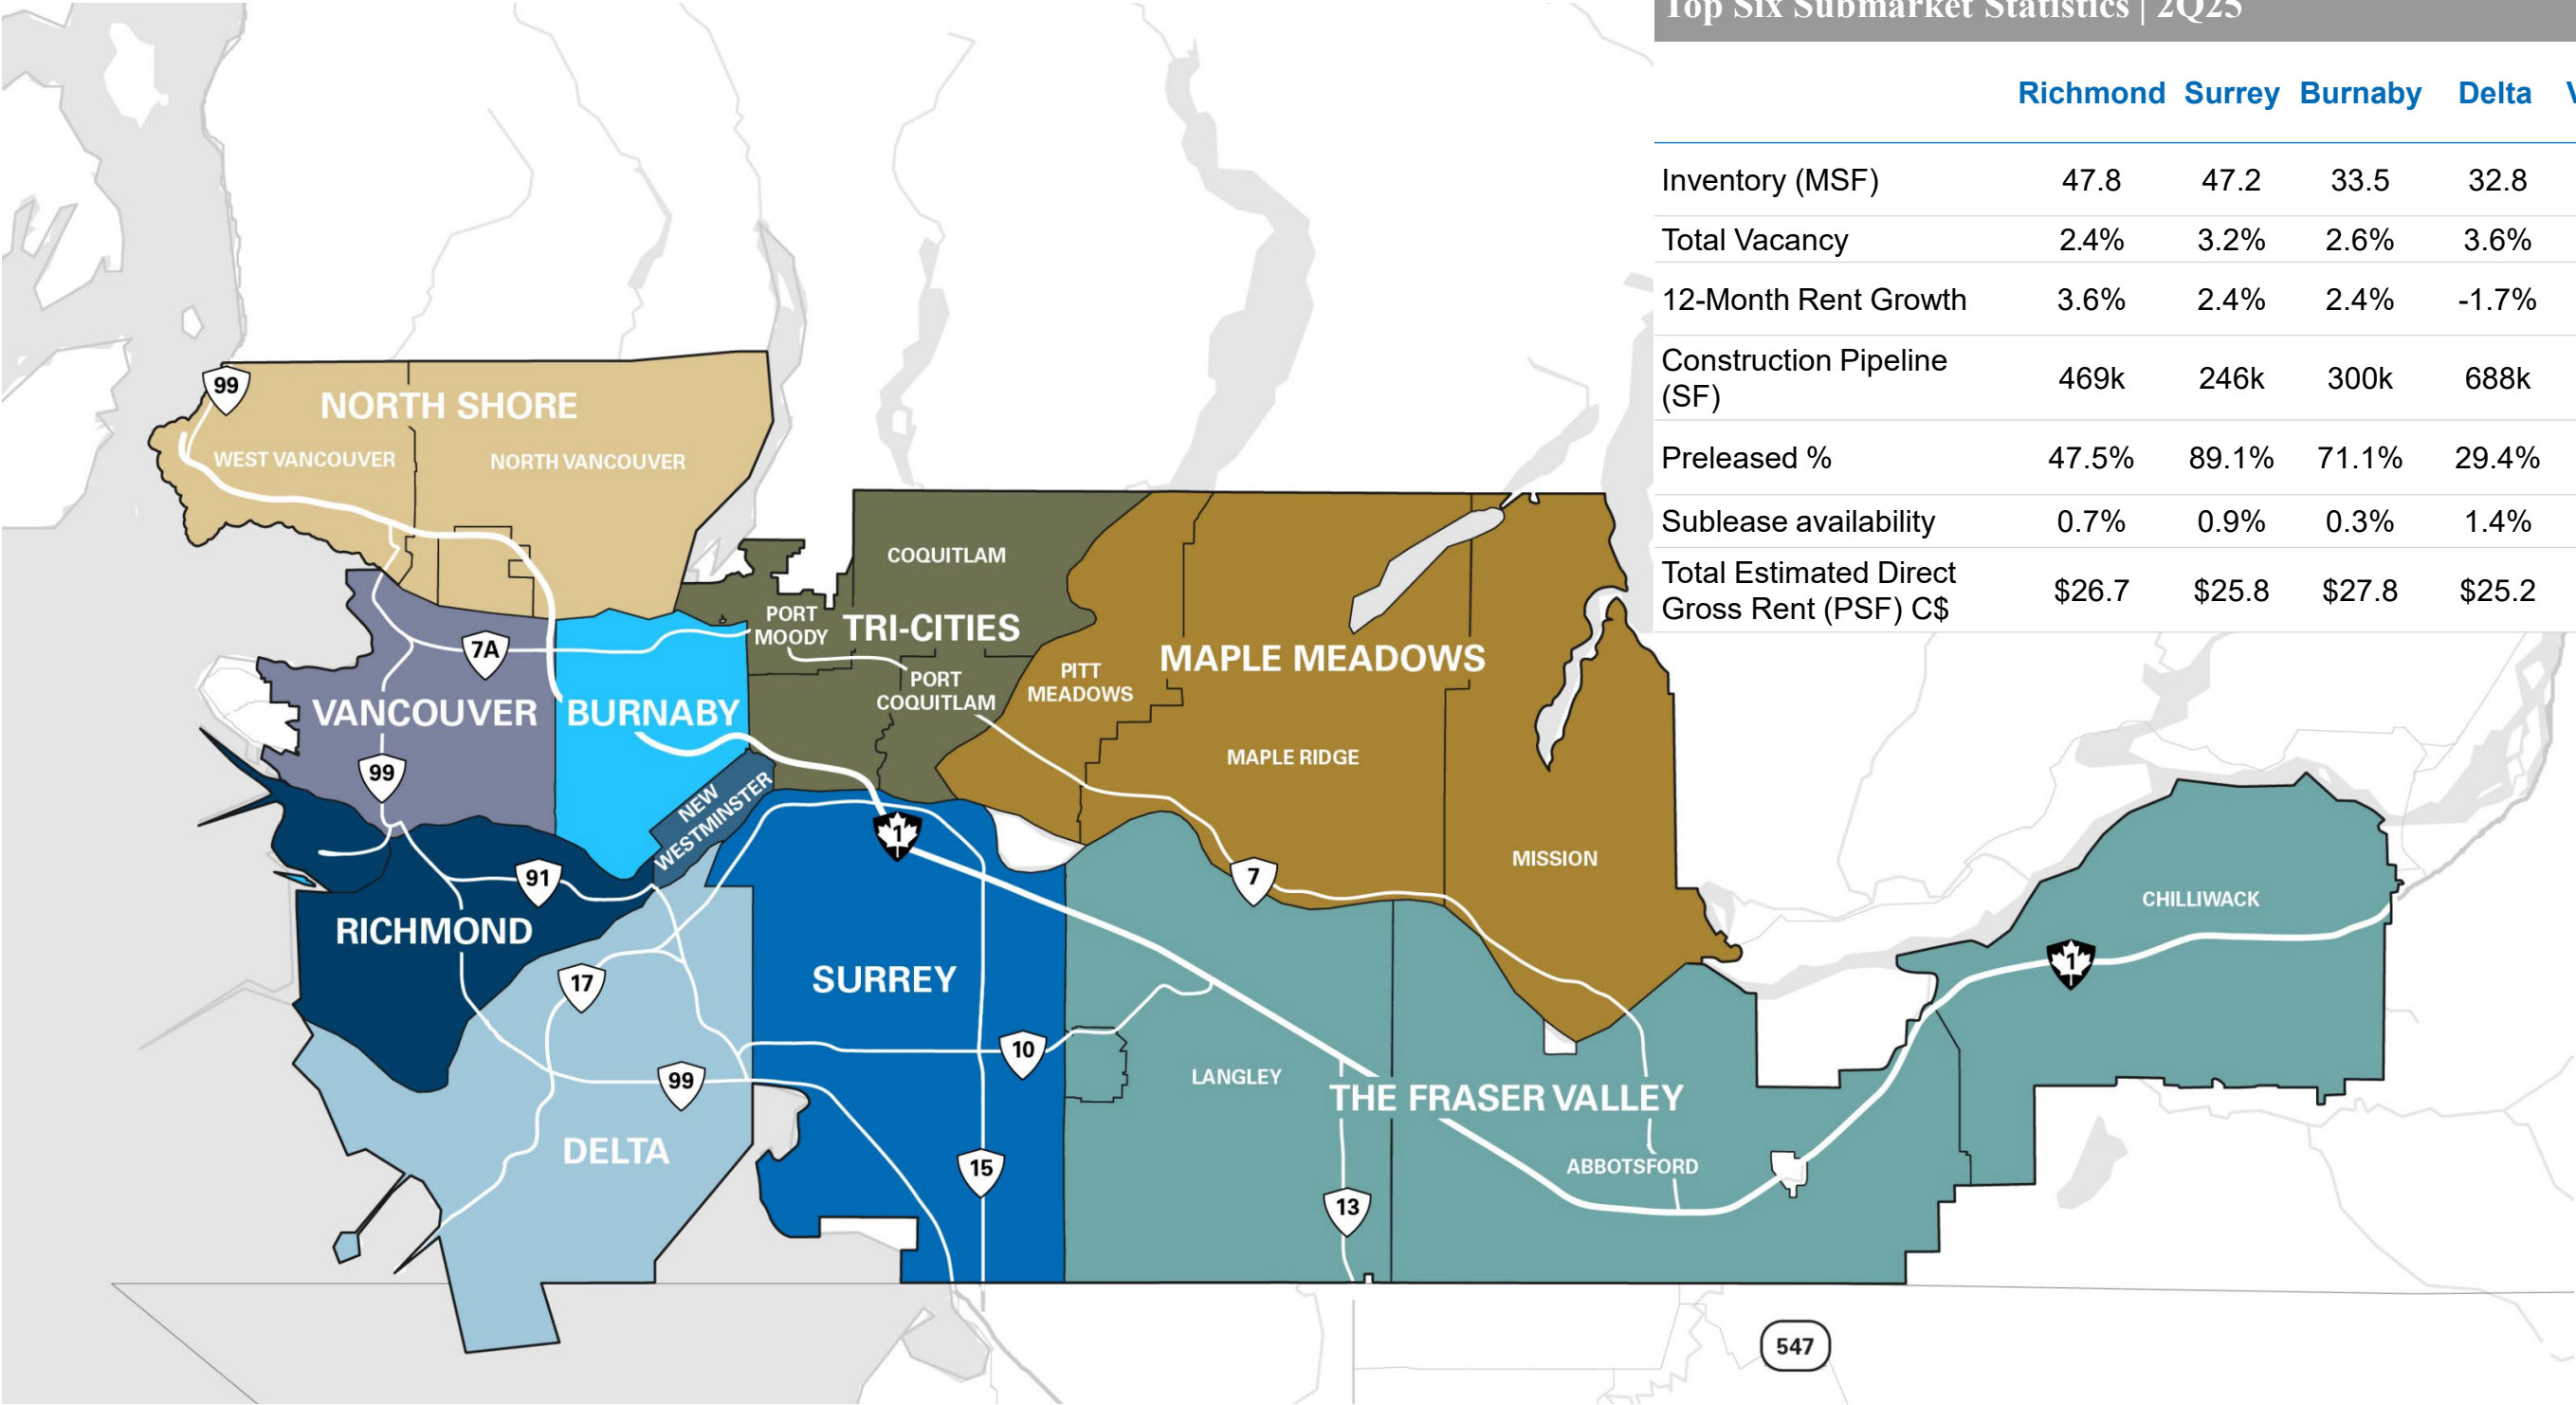 Top Six Submarket Statistics | 2Q25
Richmond Surrey Burnaby Delta V
Inventory (MSF) 47.8 47.2 33.5 32.8
Total Vacancy 2.4% 3.2% 2.6% 3.6%
12-Month Rent Growth 3.6% 2.4% 2.4% -1.7%
Construction Pipeline
(SF) 469k 246k 300k 688k
Preleased % 47.5% 89.1% 71.1% 29.4%
Sublease availability 0.7% 0.9% 0.3% 1.4%
Total Estimated Direct
Gross Rent (PSF) C$ $26.7 $25.8 $27.8 $25.2
99
NORTH SHORE
WEST VANCOUVER
NORTH VANCOUVER
COQUITLAM
PORT
MOODY
TRI-CITIES
7A
MAPLE MEADOWS
PITT
MEADOWS
PORT
COQUITLAM
VANCOUVER
BURNABY
MAPLE RIDGE
99
NEW
WESTMINSTER
1
MISSION
7
91
CHILLIWACK
RICHMOND
1
SURREY
17
10
LANGLEY
99
THE FRASER VALLEY
DELTA
15
ABBOTSFORD
13
547